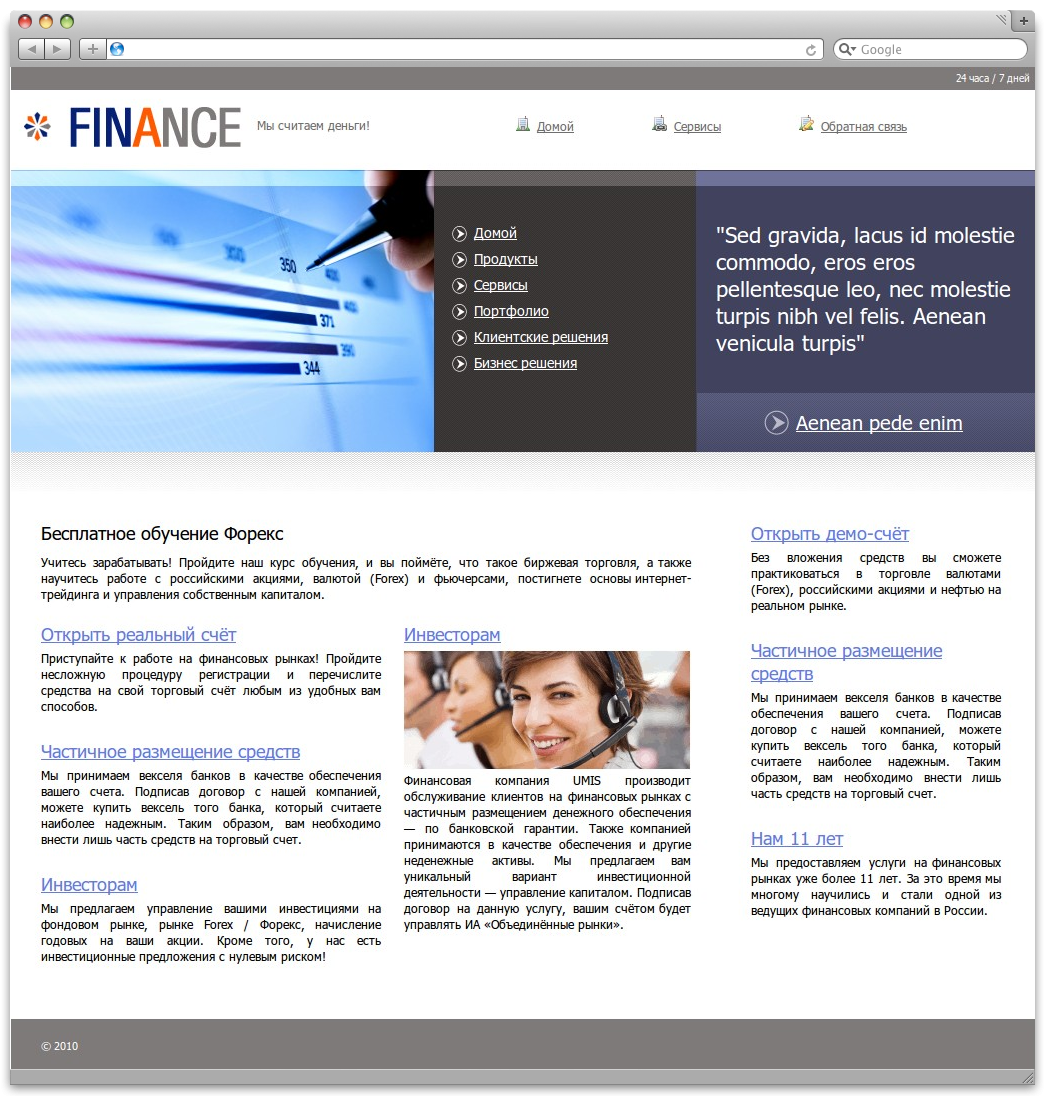 Google
24 часа / 7 дней
FINANCE
Мы считаем деньги!
Домой
Сервисы
Обратная связь
350
400
371
390
344
Домой
Продукты
Сервисы
Портфолио
Клиентские решения
Бизнес решения
"Sed gravida, lacus id molestie
commodo, eros eros
pellentesque leo, nec molestie
turpis nibh vel felis. Aenean
venicula turpis"
Aenean pede enim
Бесплатное обучение Форекс
Учитесь зарабатывать! Пройдите наш курс обучения, и вы поймёте, что такое биржевая торговля, а также
научитесь работе с российскими акциями, валютой (Forex) и фьючерсами, постигнете основы интернет-
трейдинга и управления собственным капиталом.
Открыть реальный счёт
Приступайте к работе на финансовых рынках! Пройдите
несложную процедуру регистрации и перечислите
средства на свой торговый счёт любым из удобных вам
способов.
Частичное размещение средств
Мы принимаем векселя банков в качестве обеспечения
вашего счета. Подписав договор с нашей компанией,
можете купить вексель того банка, который считаете
наиболее надежным. Таким образом, вам необходимо
внести лишь часть средств на торговый счет.
Инвесторам
Мы предлагаем управление вашими инвестициями на
фондовом рынке, рынке Forex / Форекс, начисление
годовых на ваши акции. Кроме того, у нас есть
инвестиционные предложения с нулевым риском!
Инвесторам
Финансовая компания UMIS производит
обслуживание клиентов на финансовых рынках с
частичным размещением денежного обеспечения
— по банковской гарантии. Также компанией
принимаются в качестве обеспечения и другие
неденежные активы. Мы предлагаем вам
уникальный вариант инвестиционной
деятельности — управление капиталом. Подписав
договор на данную услугу, вашим счётом будет
управлять ИА «Объединённые рынки».
Открыть демо-счёт
Без вложения средств вы сможете
практиковаться в торговле валютами
(Forex), российскими акциями и нефтью на
реальном рынке.
Частичное размещение
средств
Мы принимаем векселя банков в качестве
обеспечения вашего счета. Подписав
договор с нашей компанией, можете
купить вексель того банка, который
считаете наиболее надежным. Таким
образом, вам необходимо внести лишь
часть средств на торговый счет.
Нам 11 лет
Мы предоставляем услуги на финансовых
рынках уже более 11 лет. За это время мы
многому научились и стали одной из
ведущих финансовых компаний в России.
© 2010